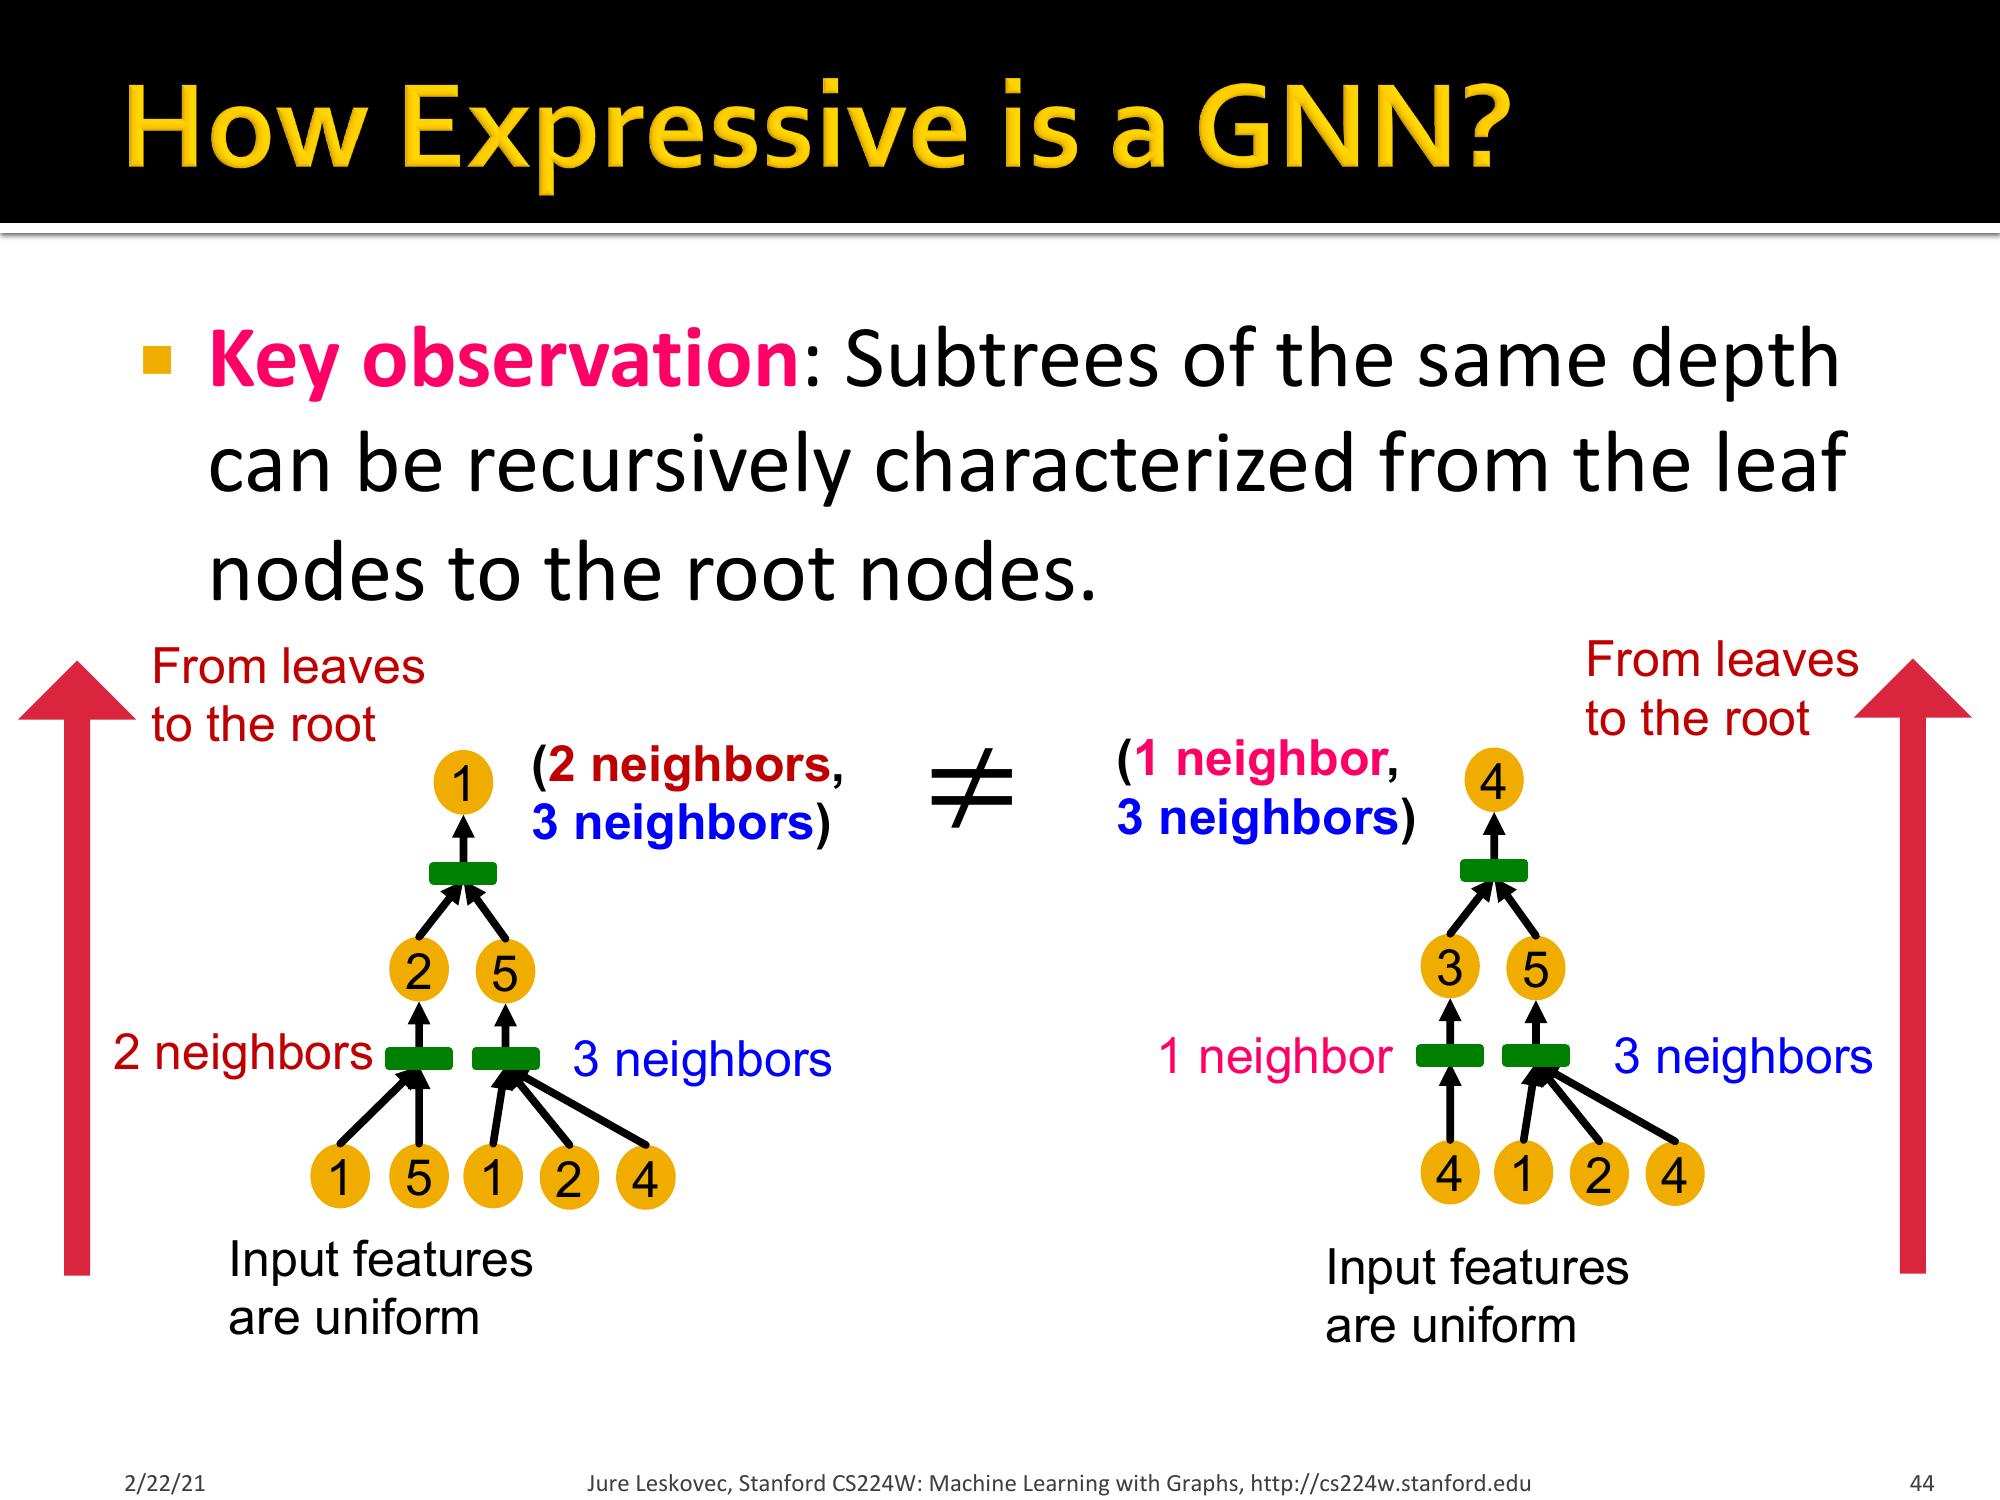 How Expressive is a GNN?
Key observation: Subtrees of the same depth
can be recursively characterized from the leaf
nodes to the root nodes.
From leaves
to the root
1
(2 neighbors,
3 neighbors)
≠
(1 neighbor,
3 neighbors)
4
From leaves
to the root
2 5
3 5
2 neighbors
3 neighbors
1 neighbor
3 neighbors
1 5 1 2 4
4 1 2 4
Input features
are uniform
Input features
are uniform
2/22/21
Jure Leskovec, Stanford CS224W: Machine Learning with Graphs, http://cs224w.stanford.edu
44